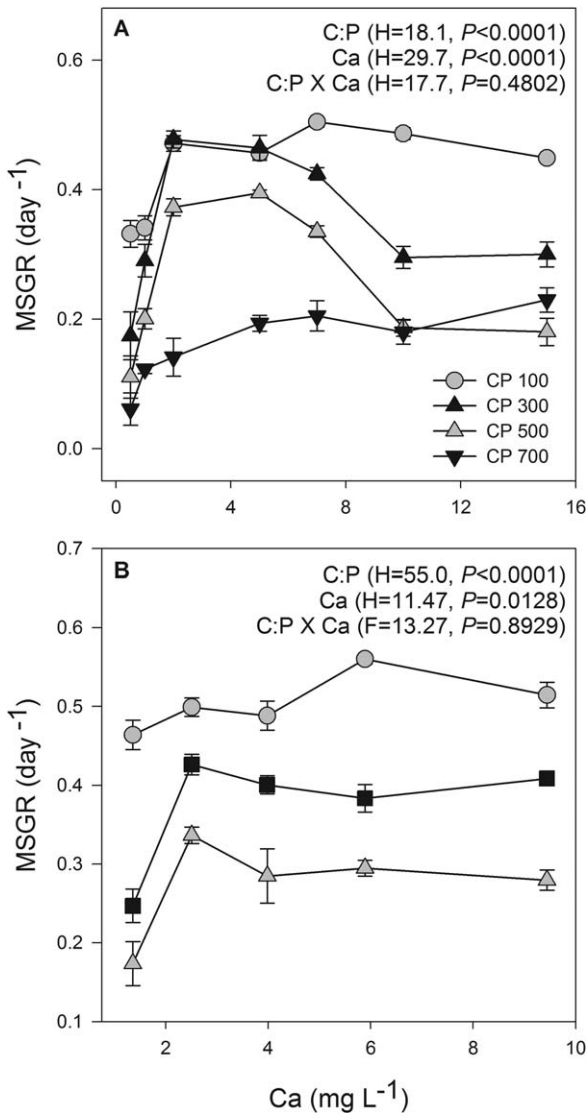 A
C:P (H=18.1, P<0.0001)
Ca (H=29.7, P<0.0001)
C:P X Ca (H=17.7, P=0.4802)
0.6
0.4
0.2
0.0
MSGR (day -1)
CP 100
CP 300
CP 500
CP 700
0 4 8 12 16
B
C:P (H=55.0, P<0.0001)
Ca (H=11.47, P=0.0128)
C:P X Ca (F=13.27, P=0.8929)
0.7
0.6
0.5
0.4
0.3
0.2
0.1
MSGR (day -1)
2 4 6 8 10
Ca (mg L-1)